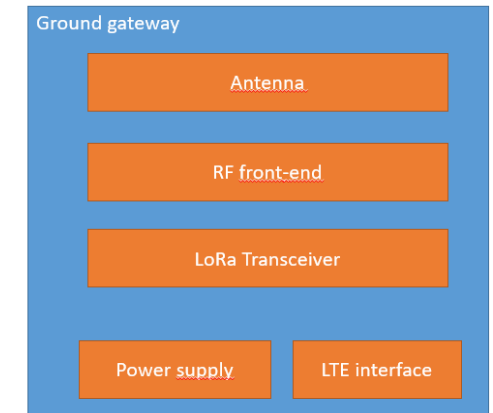 Ground gateway
Antenna
RF front-end
LoRa Transceiver
Power supply
LTE interface